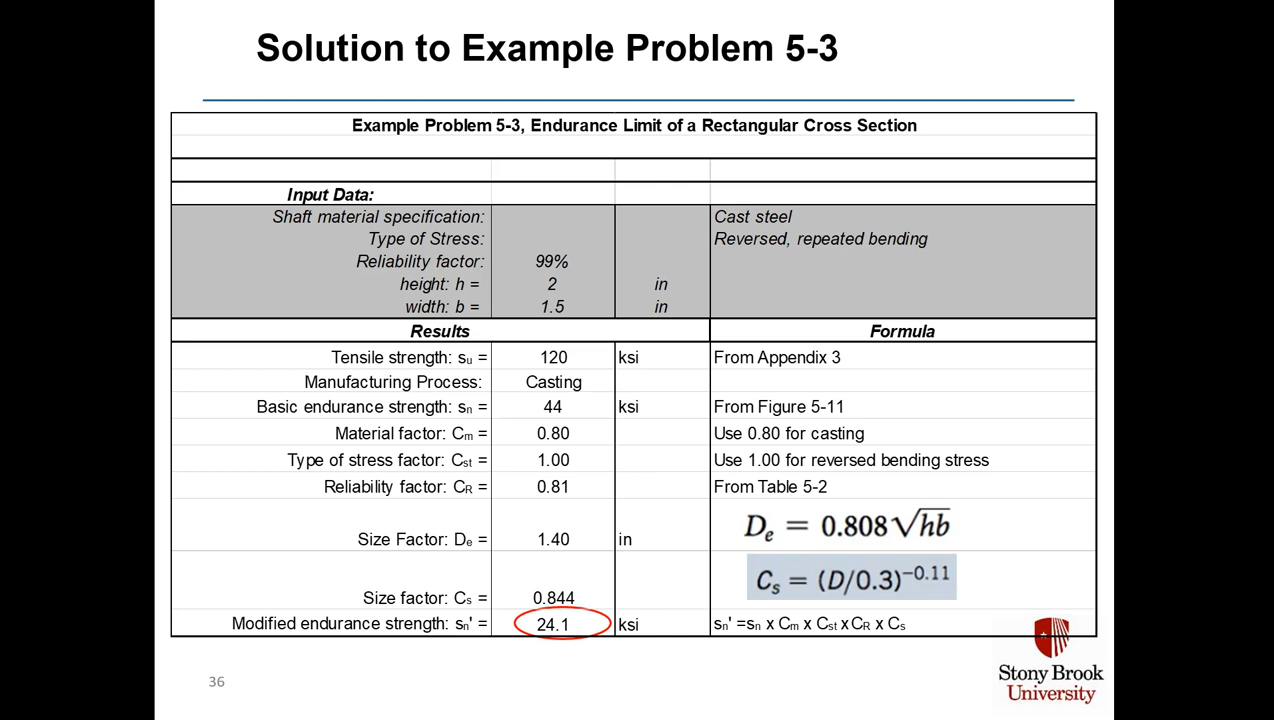 Solution to Example Problem 5-3
Example Problem 5-3, Endurance Limit of a Rectangular Cross Section
Input Data:
Shaft material specification: Cast steel
Type of Stress: Reversed, repeated bending
Reliability factor: 99%
height: h = 2 in
width: b = 1.5 in
Results Formula
Tensile strength: su = 120 ksi From Appendix 3
Manufacturing Process: Casting
Basic endurance strength: sn = 44 ksi From Figure 5-11
Material factor: Cm = 0.80 Use 0.80 for casting
Type of stress factor: Cst = 1.00 Use 1.00 for reversed bending stress
Reliability factor: CR = 0.81 From Table 5-2
Size Factor: De = 1.40 in De = 0.808√hb
Size factor: Cs = 0.844 Cs = (D/0.3)^−0.11
Modified endurance strength: sn' = 24.1 ksi sn' =sn x Cm x Cst x CR x Cs
36
Stony Brook
University